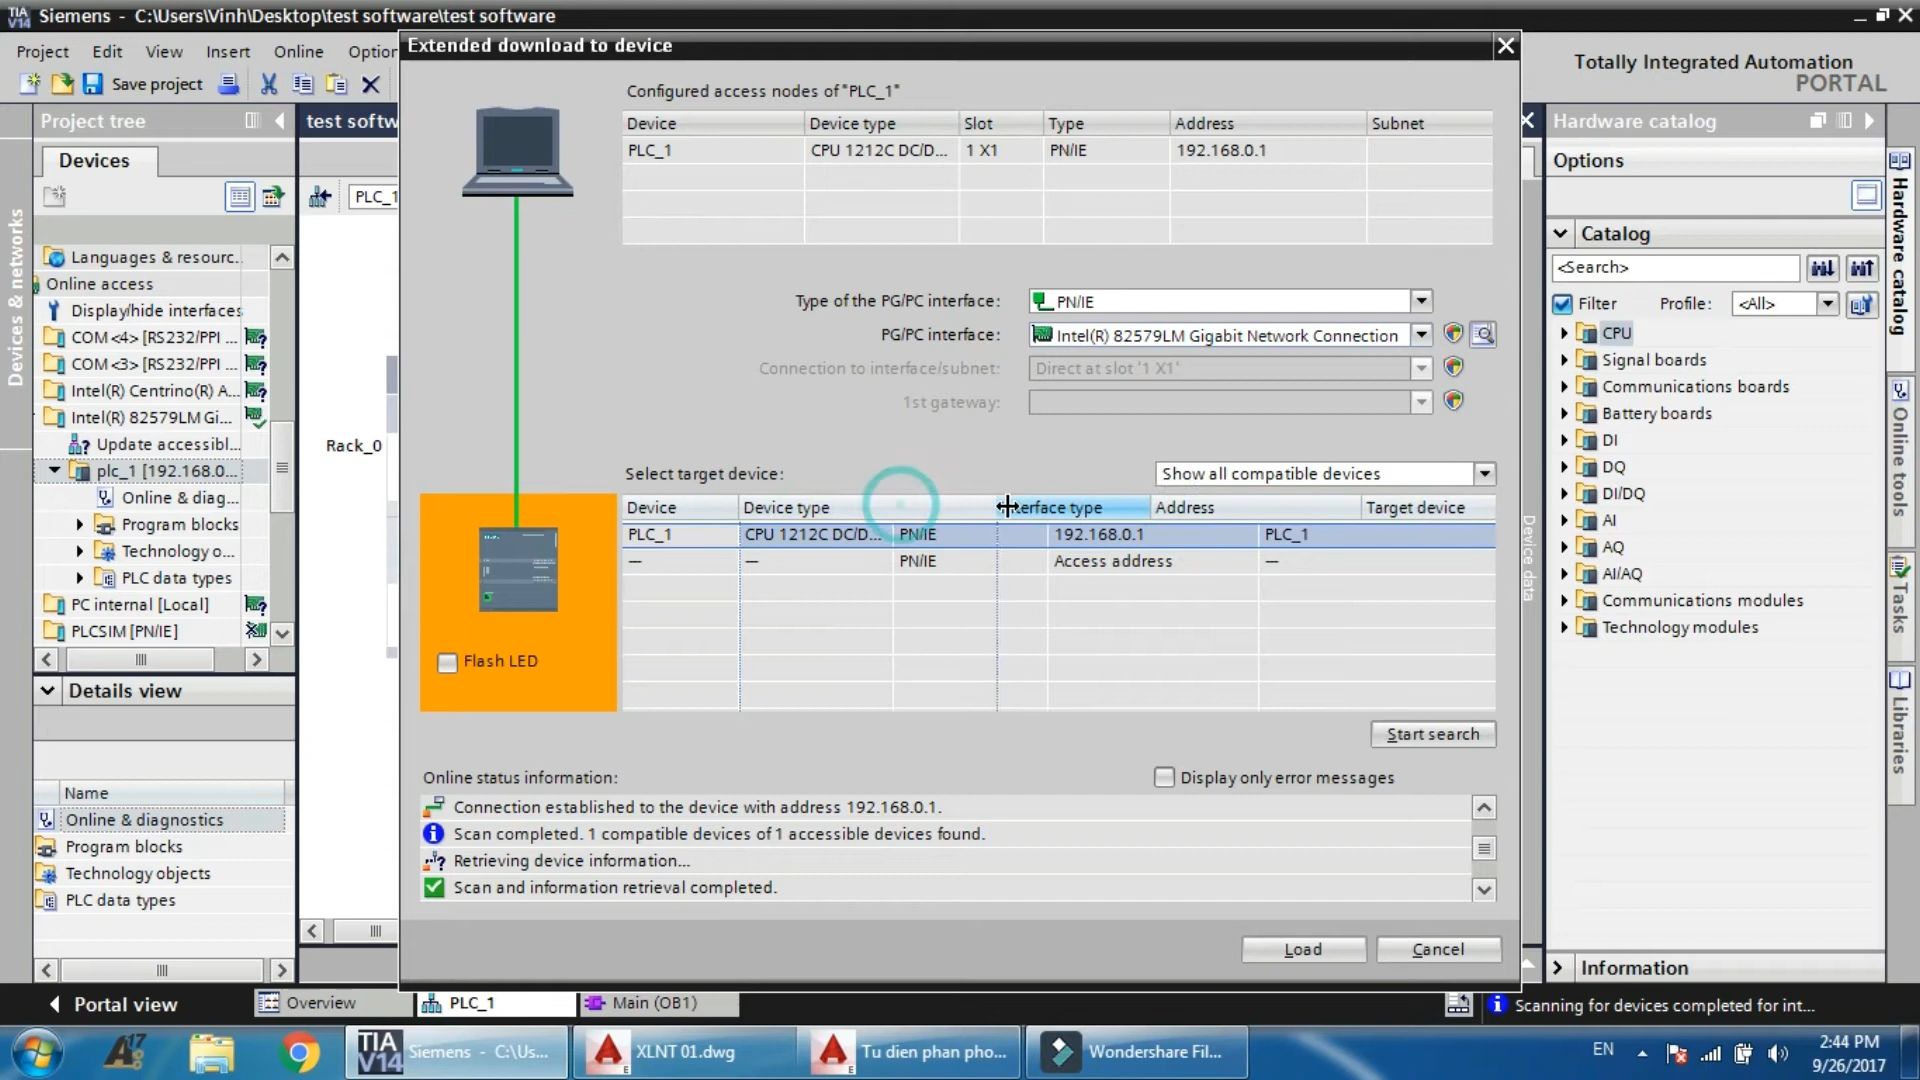 TIA V14 Siemens - C:\Users\Vinh\Desktop\test software\test software
Project Edit View Insert Online Option
Save project
Totally Integrated Automation
PORTAL
Extended download to device
Configured access nodes of "PLC_1"
Device Device type Slot Type Address Subnet
PLC_1 CPU 1212C DC/D... 1 X1 PN/IE 192.168.0.1
Type of the PG/PC interface: PN/IE
PG/PC interface: Intel(R) 82579LM Gigabit Network Connection
Connection to interface/subnet: Direct at slot '1 X1'
1st gateway:
Select target device: Show all compatible devices
Device Device type terface type Address Target device
PLC_1 CPU 1212C DC/D... PN/IE 192.168.0.1 PLC_1
— — PN/IE Access address —
Flash LED
Start search
Online status information: Display only error messages
Connection established to the device with address 192.168.0.1.
Scan completed. 1 compatible devices of 1 accessible devices found.
Retrieving device information...
Scan and information retrieval completed.
Load Cancel
Devices & networks
Project tree
Devices
Languages & resourc..
Online access
Display/hide interfaces
COM <4> [RS232/PPI ...
COM <3> [RS232/PPI ...
Intel(R) Centrino(R) A...
Intel(R) 82579LM Gi...
Update accessibl...
plc_1 [192.168.0...
Online & diag...
Program blocks
Technology o...
PLC data types
PC internal [Local]
PLCSIM [PN/IE]
Details view
Name
Online & diagnostics
Program blocks
Technology objects
PLC data types
test softw
PLC_1
Rack_0
Device data
Hardware catalog
Options
Catalog
<Search>
Filter Profile: <All>
CPU
Signal boards
Communications boards
Battery boards
DI
DQ
DI/DQ
AI
AQ
AI/AQ
Communications modules
Technology modules
Information
Hardware catalog
Online tools
Tasks
Libraries
Portal view Overview PLC_1 Main (OB1) Scanning for devices completed for int...
A 17
TIA V14 Siemens - C:\Us...
XLNT 01.dwg
Tu dien phan pho...
Wondershare Fil...
EN
2:44 PM
9/26/2017